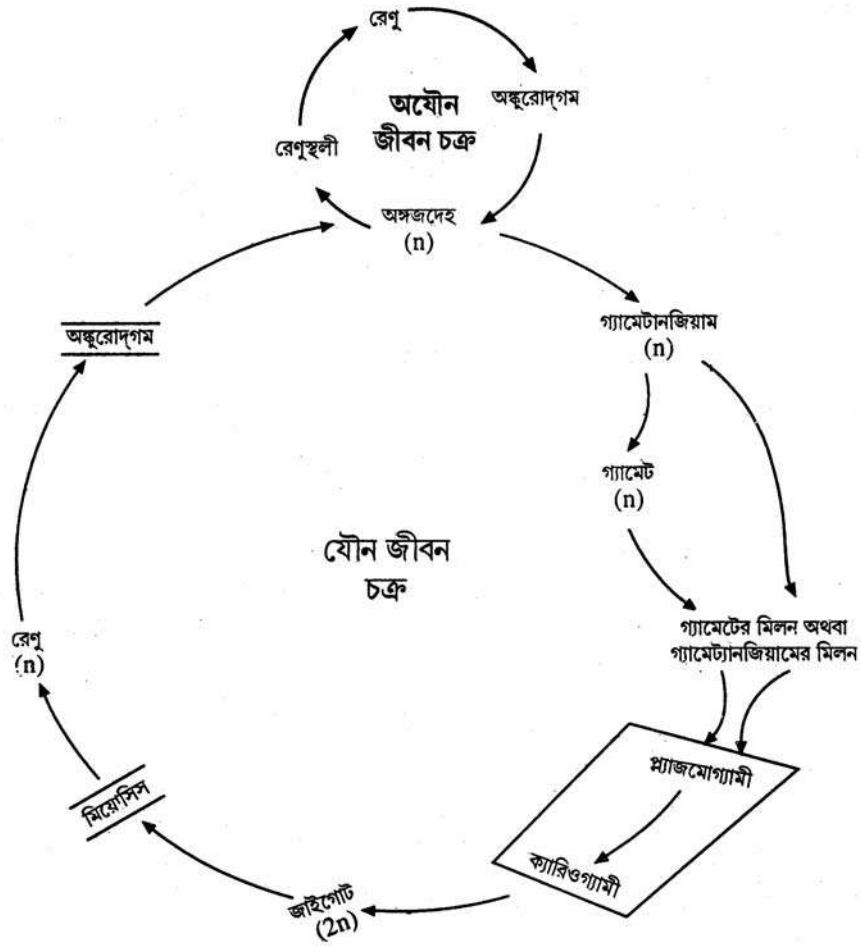 রেণু
অযৌন
জীবন চক্র
অঙ্কুরোদ্‌গম
রেণুস্থলী
অঙ্গজদেহ
(n)
গ্যামেটানজিয়াম
(n)
অঙ্কুরোদ্‌গম
গ্যামেট
(n)
যৌন জীবন
চক্র
গ্যামেটের মিলন অথবা
গ্যামেট্যানজিয়ামের মিলন
রেণু
(n)
প্ল্যাজমোগ্যামী
মিয়োসিস
ক্যারিওগ্যামী
জাইগোট
(2n)